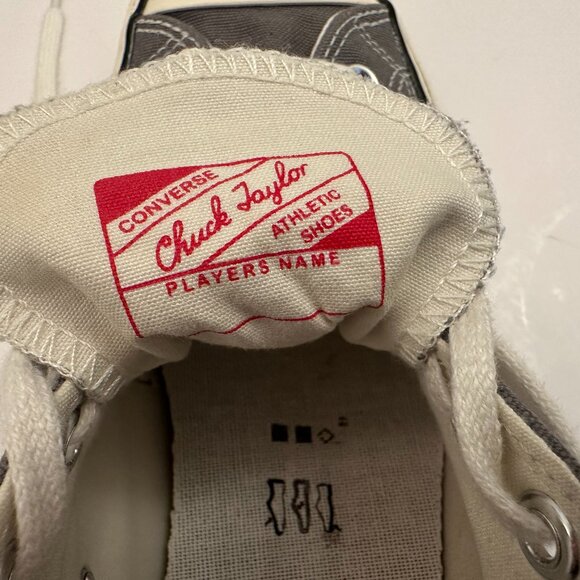 CONVERSE
Chuck Taylor
ATHLETIC
SHOES
PLAYERS NAME